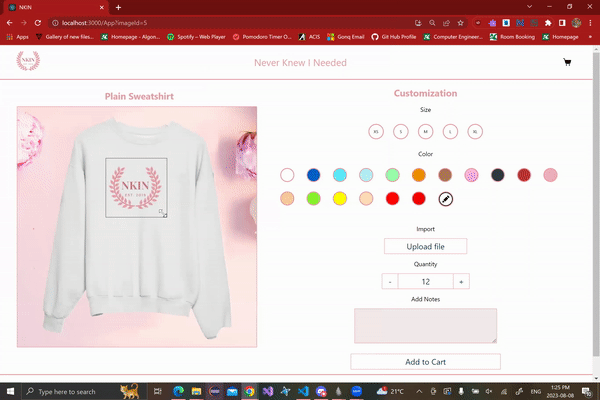 NKIN
localhost:3000/App?imageId=5
Apps
Gallery of new files...
Homepage - Algon...
Spotify – Web Player
Pomodoro Timer O...
ACIS
Gonq Email
Git Hub Profile
Computer Engineer...
Room Booking
Homepage
NKIN
Never Knew I Needed
Plain Sweatshirt
Customization
Size
XS
S
M
L
XL
Color
NKIN
Import
Upload file
Quantity
- 12 +
Add Notes
Add to Cart
Type here to search
21°C
ENG
1:25 PM
2023-08-08